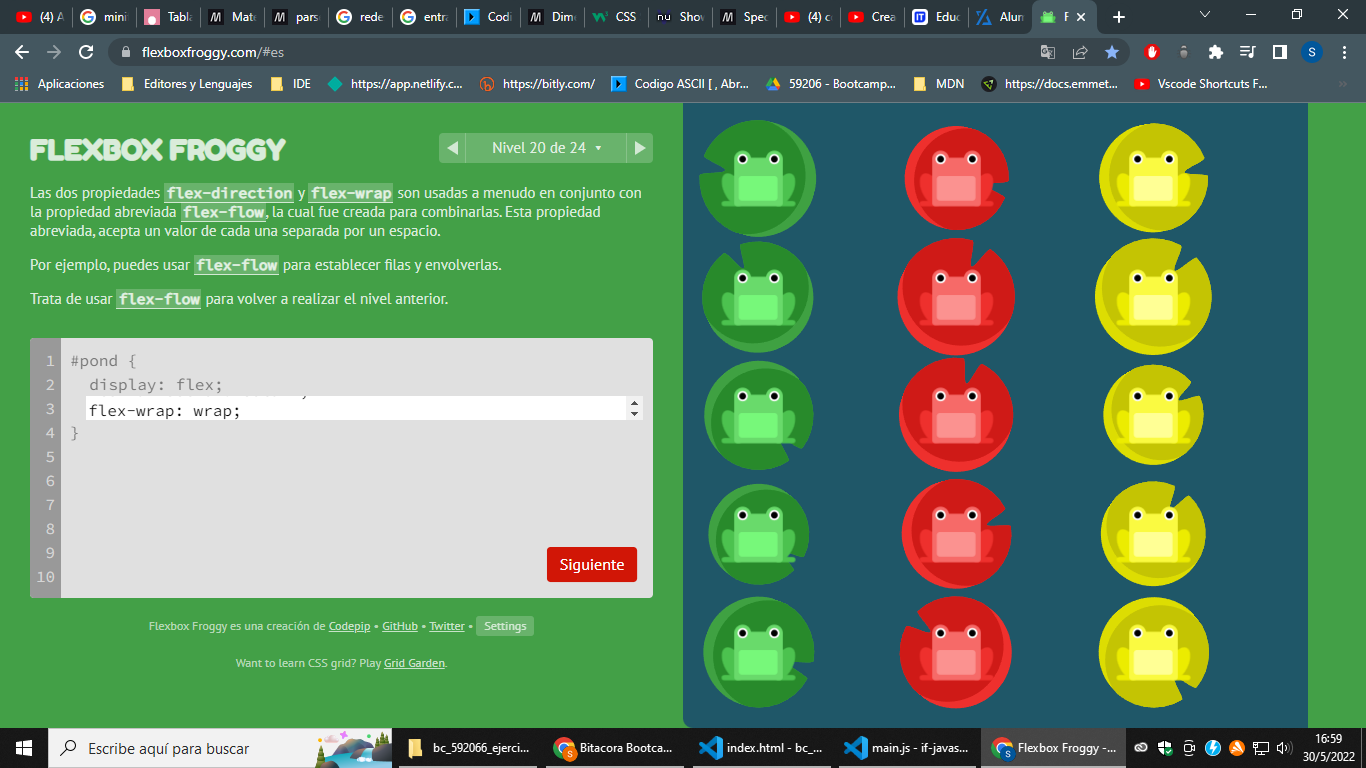 (4) A
mini
Tabla
Mate
parse
rede
entra
Codi
Dime
CSS
Show
Spec
(4) co
Crea
Educ
Alun
F
flexboxfroggy.com/#es
S
Aplicaciones
Editores y Lenguajes
IDE
https://app.netlify.c...
https://bitly.com/
Codigo ASCII [ , Abr...
59206 - Bootcamp...
MDN
https://docs.emmet...
Vscode Shortcuts F...
»
FLEXBOX FROGGY
Nivel 20 de 24
Las dos propiedades flex-direction y flex-wrap son usadas a menudo en conjunto con
la propiedad abreviada flex-flow, la cual fue creada para combinarlas. Esta propiedad
abreviada, acepta un valor de cada una separada por un espacio.
Por ejemplo, puedes usar flex-flow para establecer filas y envolverlas.
Trata de usar flex-flow para volver a realizar el nivel anterior.
1 #pond {
2 display: flex;
3 flex-wrap: wrap;
4 }
5
6
7
8
9
10
Siguiente
Flexbox Froggy es una creación de Codepip • GitHub • Twitter • Settings
Want to learn CSS grid? Play Grid Garden.
Escribe aquí para buscar
bc_592066_ejerci...
Bitacora Bootca...
index.html - bc_...
main.js - if-javas...
Flexbox Froggy -...
16:59
30/5/2022